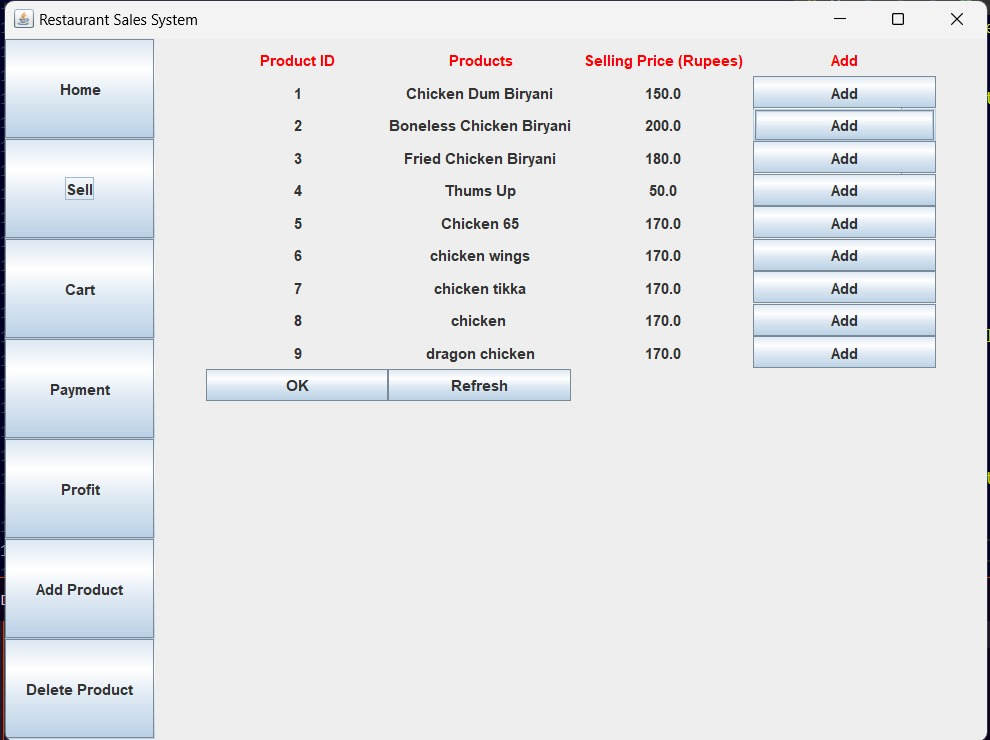 Restaurant Sales System
Home
Sell
Cart
Payment
Profit
Add Product
Delete Product
Product ID Products Selling Price (Rupees) Add
1 Chicken Dum Biryani 150.0 Add
2 Boneless Chicken Biryani 200.0 Add
3 Fried Chicken Biryani 180.0 Add
4 Thums Up 50.0 Add
5 Chicken 65 170.0 Add
6 chicken wings 170.0 Add
7 chicken tikka 170.0 Add
8 chicken 170.0 Add
9 dragon chicken 170.0 Add
OK Refresh